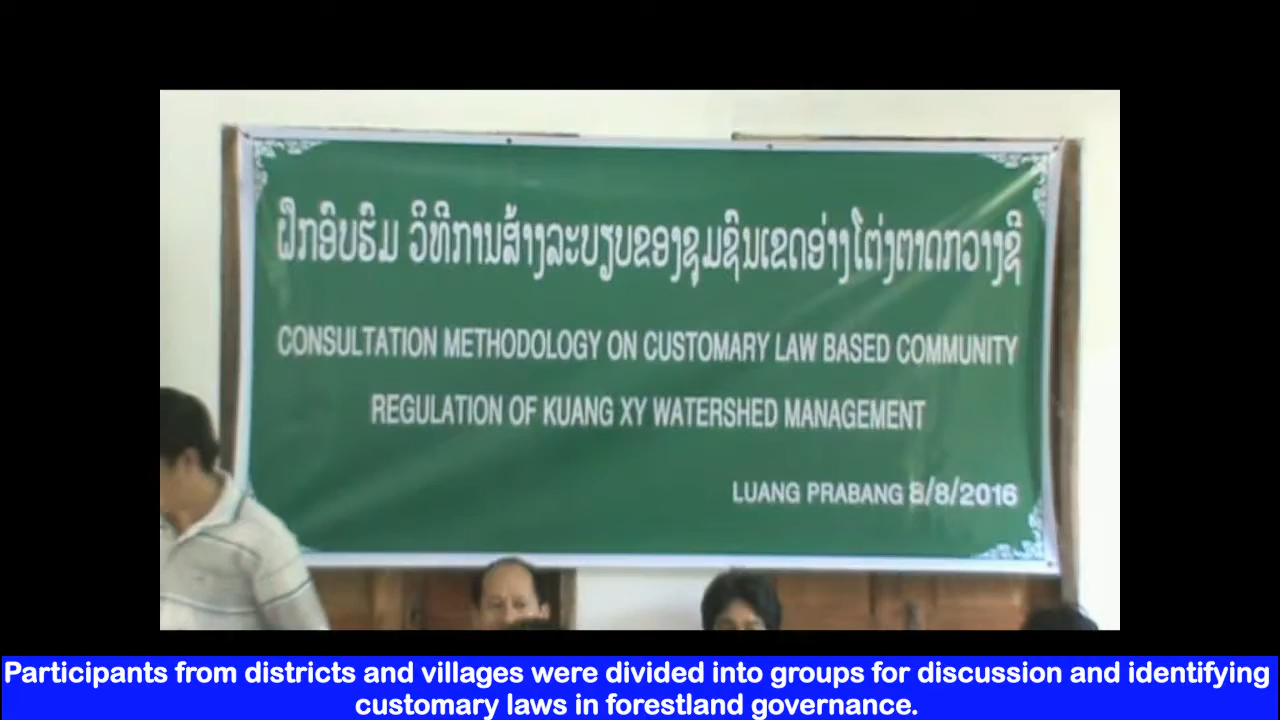 ຝຶກອົບຮົມ ວິທີການສ້າງລະບຽບຂອງຊຸມຊົນເຂດອ່າງໂຕ່ງຕາດກວາງຊີ
CONSULTATION METHODOLOGY ON CUSTOMARY LAW BASED COMMUNITY
REGULATION OF KUANG XY WATERSHED MANAGEMENT
LUANG PRABANG 8/8/2016
Participants from districts and villages were divided into groups for discussion and identifying
customary laws in forestland governance.